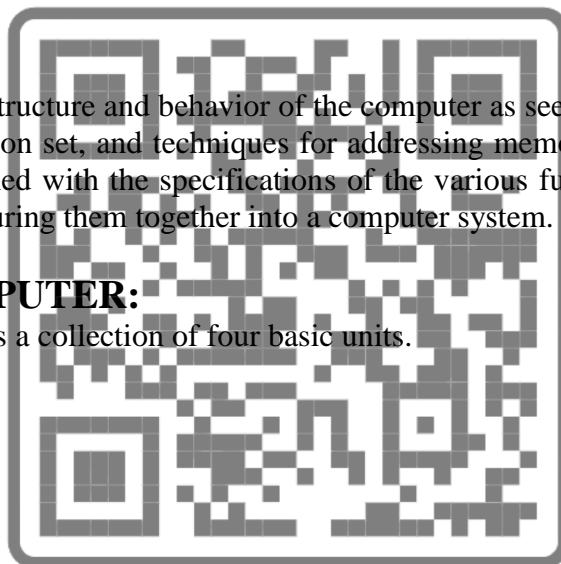 tructure and behavior of the computer as see
on set, and techniques for addressing mem
ed with the specifications of the various fu
uring them together into a computer system.
PUTER:
s a collection of four basic units.